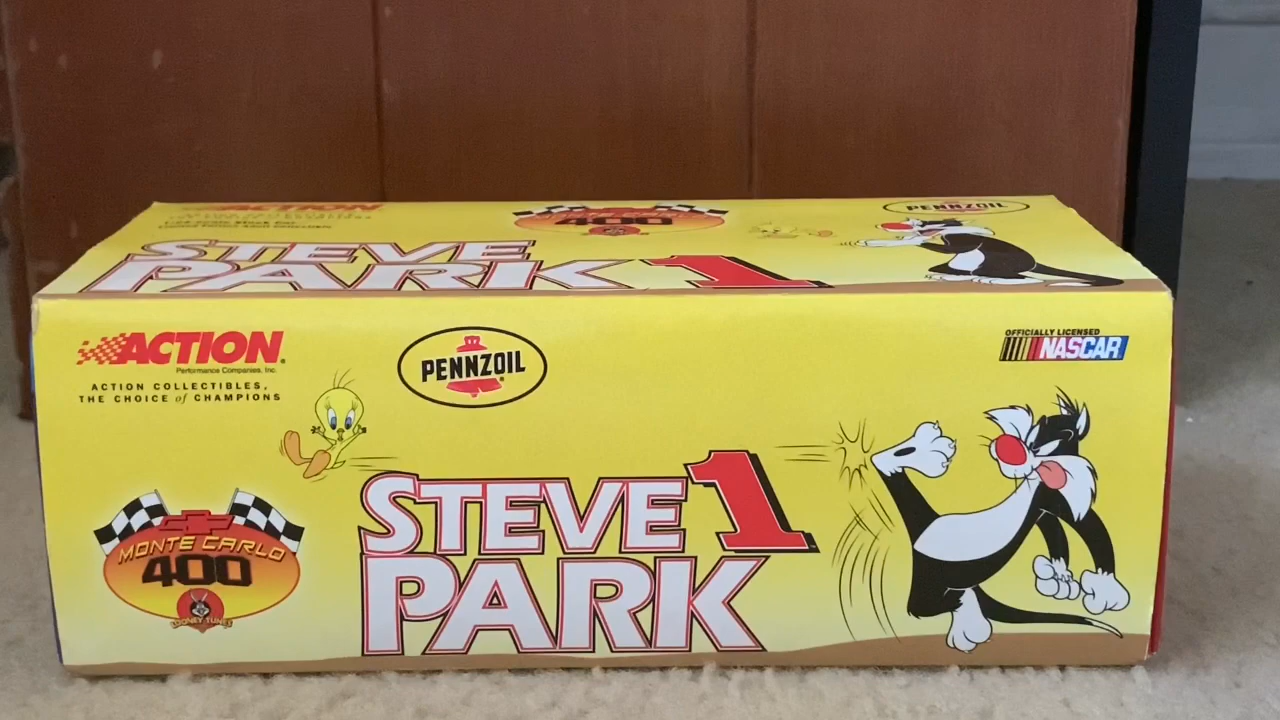 ACTION
400
PENNZOIL
STEVE
PARK 1
ACTION
Performance Companies, Inc.
ACTION COLLECTIBLES,
THE CHOICE of CHAMPIONS
PENNZOIL
OFFICIALLY LICENSED
NASCAR
MONTE CARLO
400
LOONEY TUNES
STEVE 1
PARK